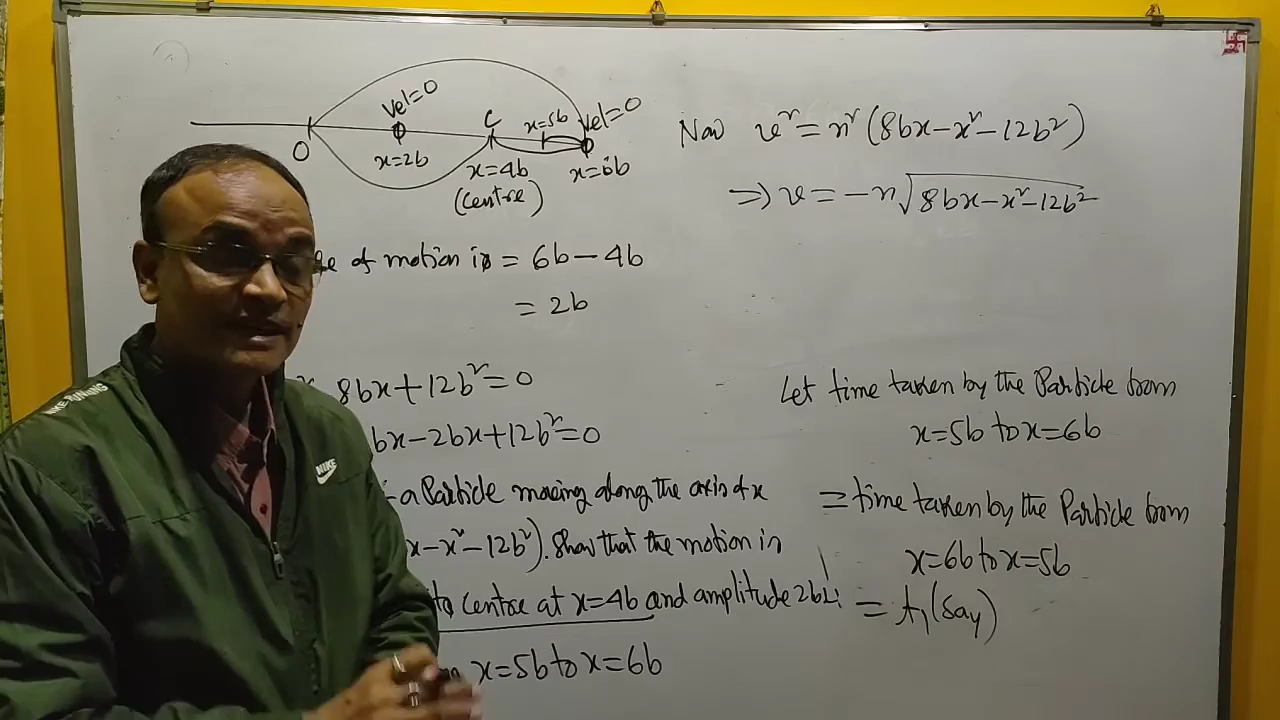 Vel=0
C
x=5b
Vel=0
O
x=2b
x=4b
x=6b
(Centre)
of motion is = 6b-4b
= 2b
8bx+12b²=0
bx-2bx+12b²=0
a Particle moving along the axis of x
x-x²-12b²). Show that the motion is
centre at x=4b and amplitude 2b
x=5b to x=6b
Now v²=n²(8bx-x²-12b²)
=> v = -n√8bx-x²-12b²
Let time taken by the Particle from
x=5b to x=6b
= time taken by the Particle from
x=6b to x=5b
= t₁(Say)
NIKE RUNNING
NIKE